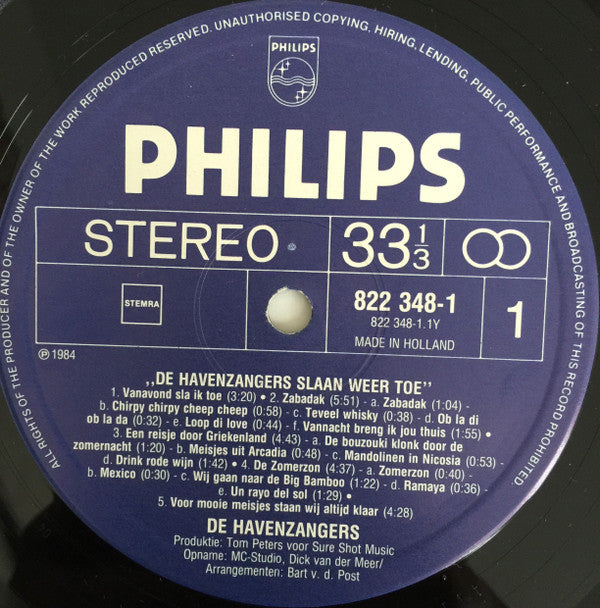 ALL RIGHTS OF THE PRODUCER AND OF THE OWNER OF THE WORK REPRODUCED RESERVED. UNAUTHORISED COPYING, HIRING, LENDING, PUBLIC PERFORMANCE AND BROADCASTING OF THIS RECORD PROHIBITED.
PHILIPS
PHILIPS
STEREO
33 1/3
STEMRA
822 348-1
822 348-1.1Y
MADE IN HOLLAND
1
℗ 1984
,,DE HAVENZANGERS SLAAN WEER TOE''
1. Vanavond sla ik toe (3:20) • 2. Zabadak (5:51) - a. Zabadak (1:04) -
b. Chirpy chirpy cheep cheep (0:58) - c. Teveel whisky (0:38) - d. Ob la di
ob la da (0:32) - e. Loop di love (0:44) - f. Vannacht breng ik jou thuis (1:55) •
3. Een reisje door Griekenland (4:43) - a. De bouzouki klonk door de
zomernacht (1:20) - b. Meisjes uit Arcadia (0:48) - c. Mandolinen in Nicosia (0:53) -
d. Drink rode wijn (1:42) • 4. De Zomerzon (4:37) - a. Zomerzon (0:40) -
b. Mexico (0:30) - c. Wij gaan naar de Big Bamboo (1:22) - d. Ramaya (0:36) -
e. Un rayo del sol (1:29) •
5. Voor mooie meisjes staan wij altijd klaar (4:28)
DE HAVENZANGERS
Produktie: Tom Peters voor Sure Shot Music
Opname: MC-Studio, Dick van der Meer/
Arrangementen: Bart v. d. Post